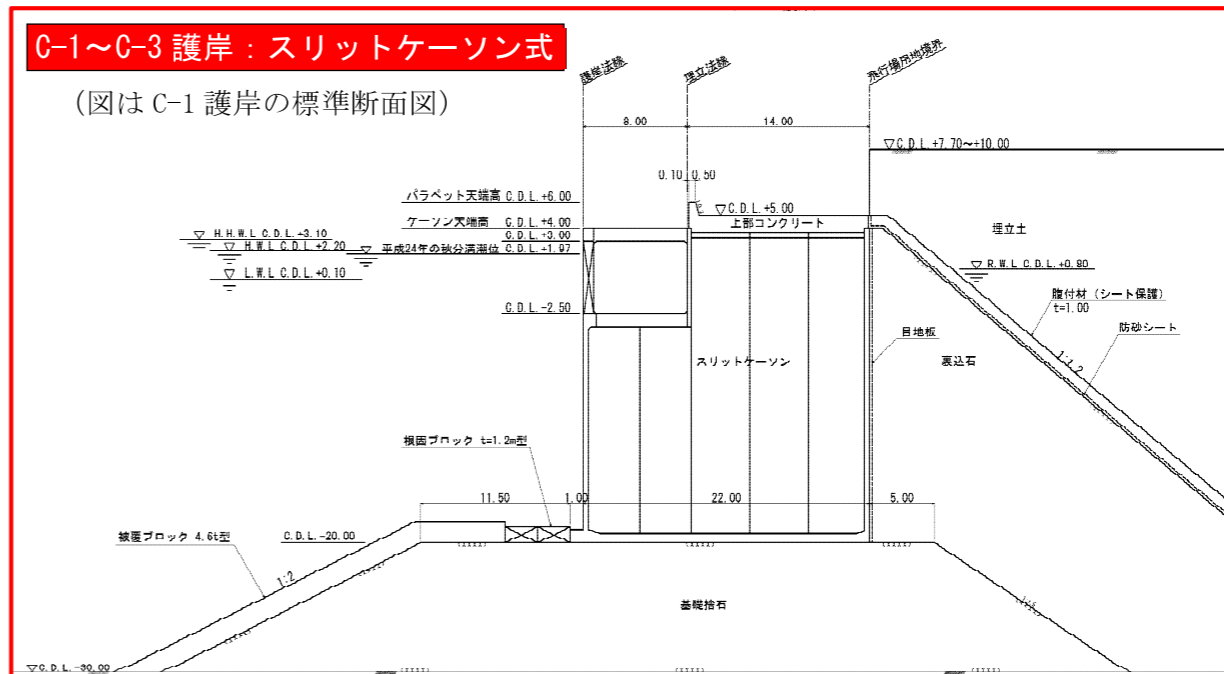 C-1～C-3 護岸：スリットケーソン式
（図は C-1 護岸の標準断面図）
護岸法線
埋立法線
飛行場用地境界
8.00
14.00
▽C.D.L.+7.70～+10.00
0.10 0.50
パラペット天端高 C.D.L.+6.00
▽C.D.L.+5.00
上部コンクリート
ケーソン天端高 C.D.L.+4.00
C.D.L.+3.00
H.H.W.L C.D.L.+3.10
H.W.L C.D.L.+2.20
平成24年の秋分満潮位 C.D.L.+1.97
L.W.L C.D.L.+0.10
埋立土
R.W.L C.D.L.+0.80
腹付材（シート保護）
t=1.00
C.D.L.-2.50
防砂シート
目地板
スリットケーソン
裏込石
1:1.2
根固ブロック t=1.2m型
11.50
1.00
22.00
5.00
被覆ブロック 4.6t型
C.D.L.-20.00
1:2
基礎捨石
▽C.D.L.-30.00